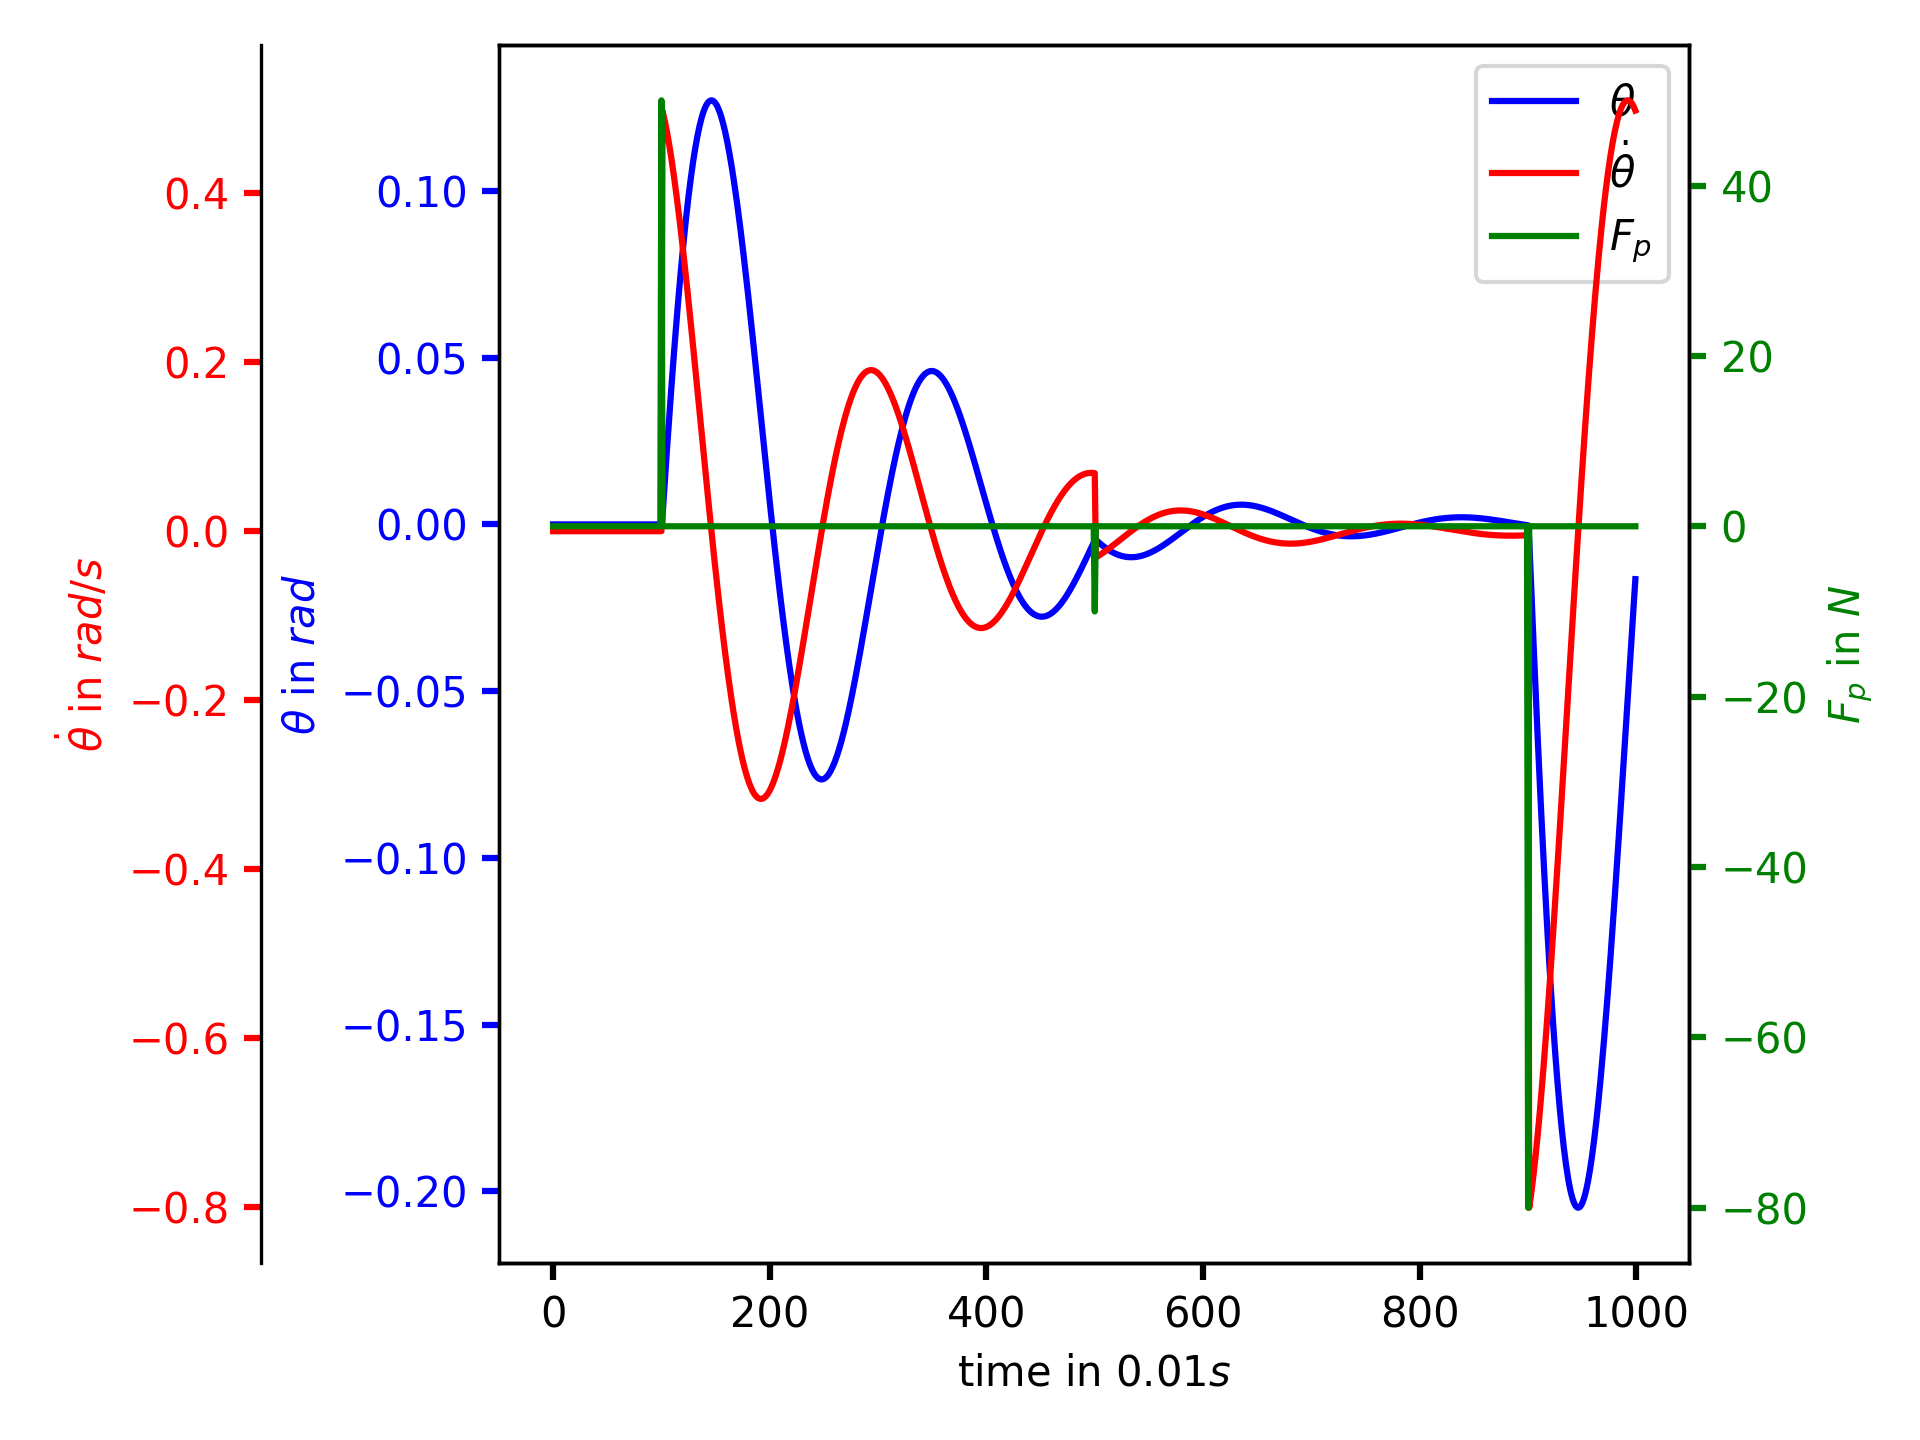 θ
θ̇
F_p
0.4
0.2
0.0
−0.2
−0.4
−0.6
−0.8
θ̇ in rad/s
0.10
0.05
0.00
−0.05
−0.10
−0.15
−0.20
θ in rad
40
20
0
−20
−40
−60
−80
F_p in N
0 200 400 600 800 1000
time in 0.01s